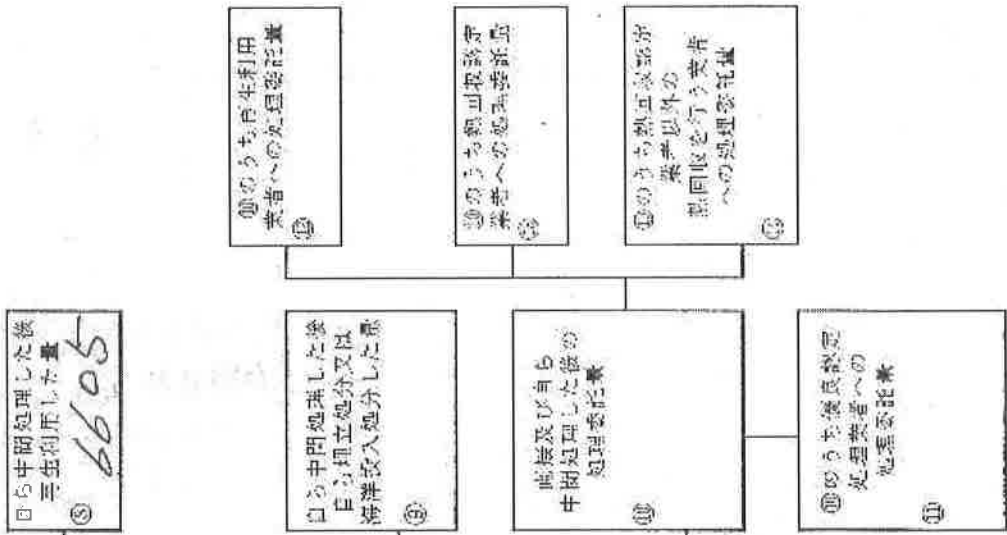 自ら中間処理した後
再生利用した量
⑧
6605
自ら中間処理した後
自ら埋立処分又は
海洋投入処分した量
⑨
直接及び自ら
中間処理した後の
処理委託量
⑩
⑩のうち優良認定
処理業者への
処理委託量
⑪
⑩のうち再生利用
業者への処理委託量
⑫
⑩のうち熱回収認定
業者への処理委託量
⑬
⑩のうち熱回収認定
業者以外の
熱回収を行う業者
への処理委託量
⑭